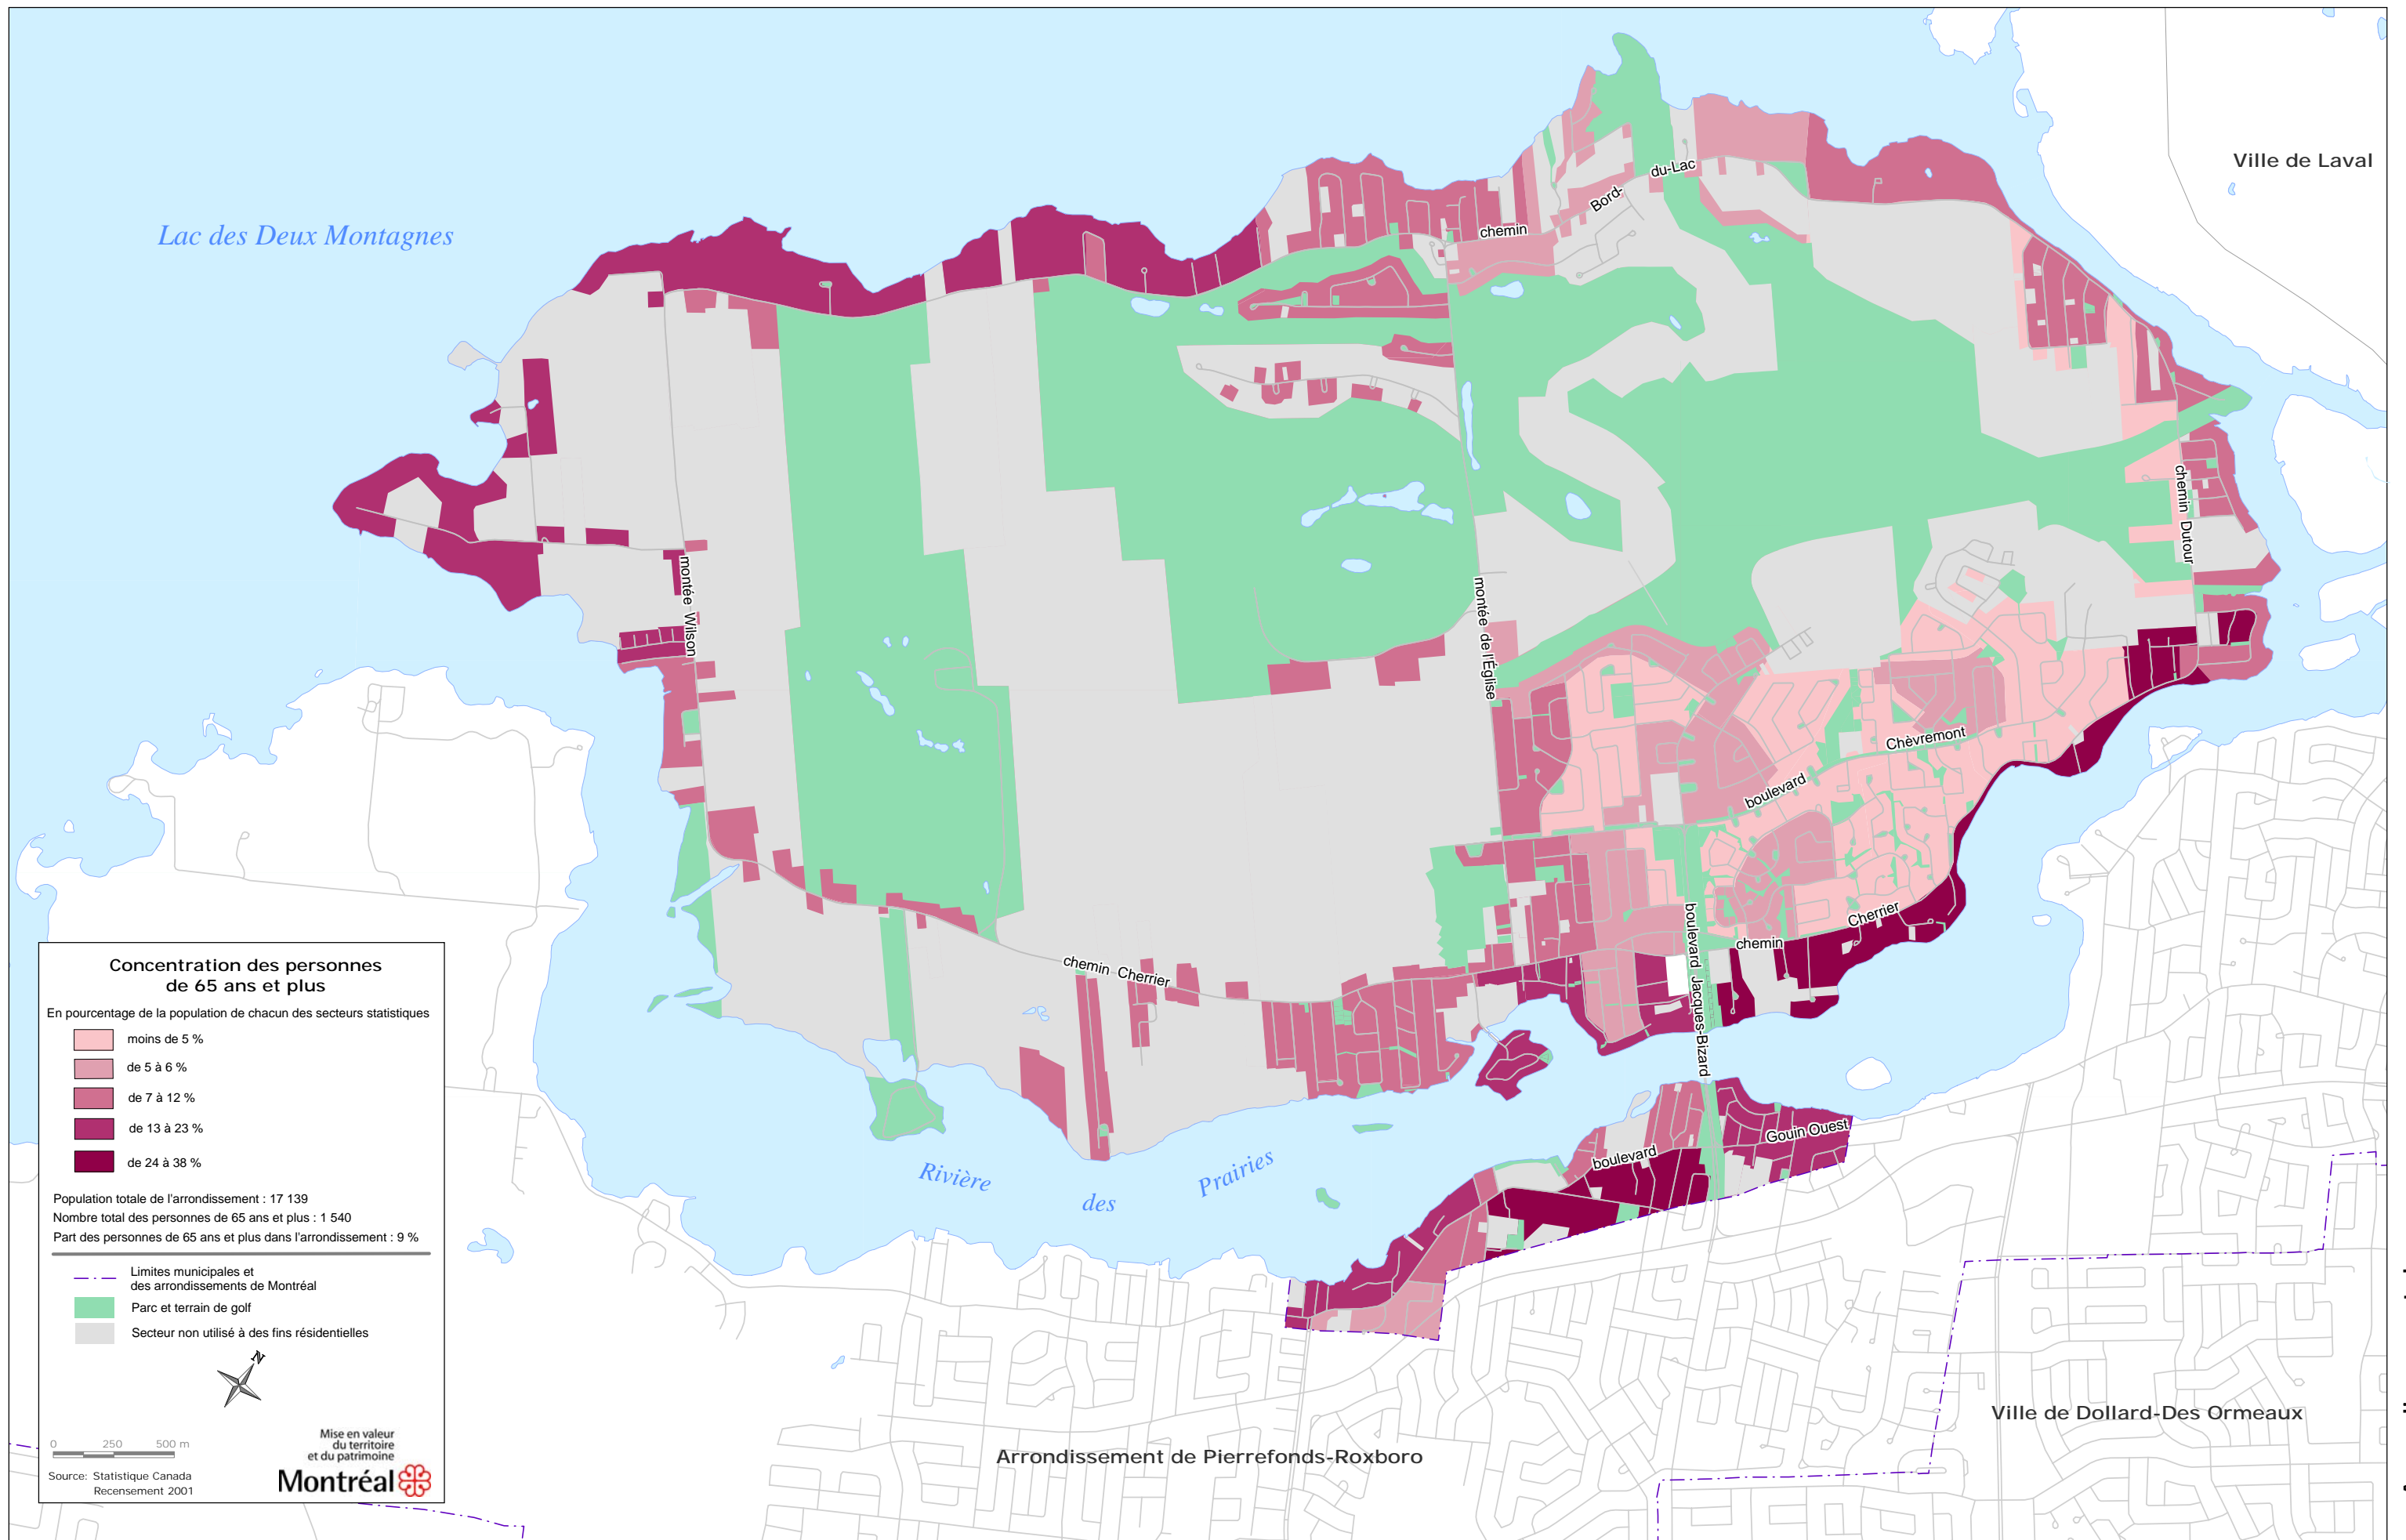 Lac des Deux Montagnes
Ville de Laval
chemin
Bord-
du-Lac
chemin Dutour
montée Wilson
montée de l'Église
Chèvremont
boulevard
Cherrier
chemin
boulevard Jacques-Bizard
chemin Cherrier
Gouin Ouest
boulevard
Rivière
des
Prairies
Ville de Dollard-Des Ormeaux
Arrondissement de Pierrefonds-Roxboro
Concentration des personnes
de 65 ans et plus
En pourcentage de la population de chacun des secteurs statistiques
moins de 5 %
de 5 à 6 %
de 7 à 12 %
de 13 à 23 %
de 24 à 38 %
Population totale de l'arrondissement : 17 139
Nombre total des personnes de 65 ans et plus : 1 540
Part des personnes de 65 ans et plus dans l'arrondissement : 9 %
Limites municipales et
des arrondissements de Montréal
Parc et terrain de golf
Secteur non utilisé à des fins résidentielles
N
0 250 500 m
Source: Statistique Canada
Recensement 2001
Mise en valeur
du territoire
et du patrimoine
Montréal